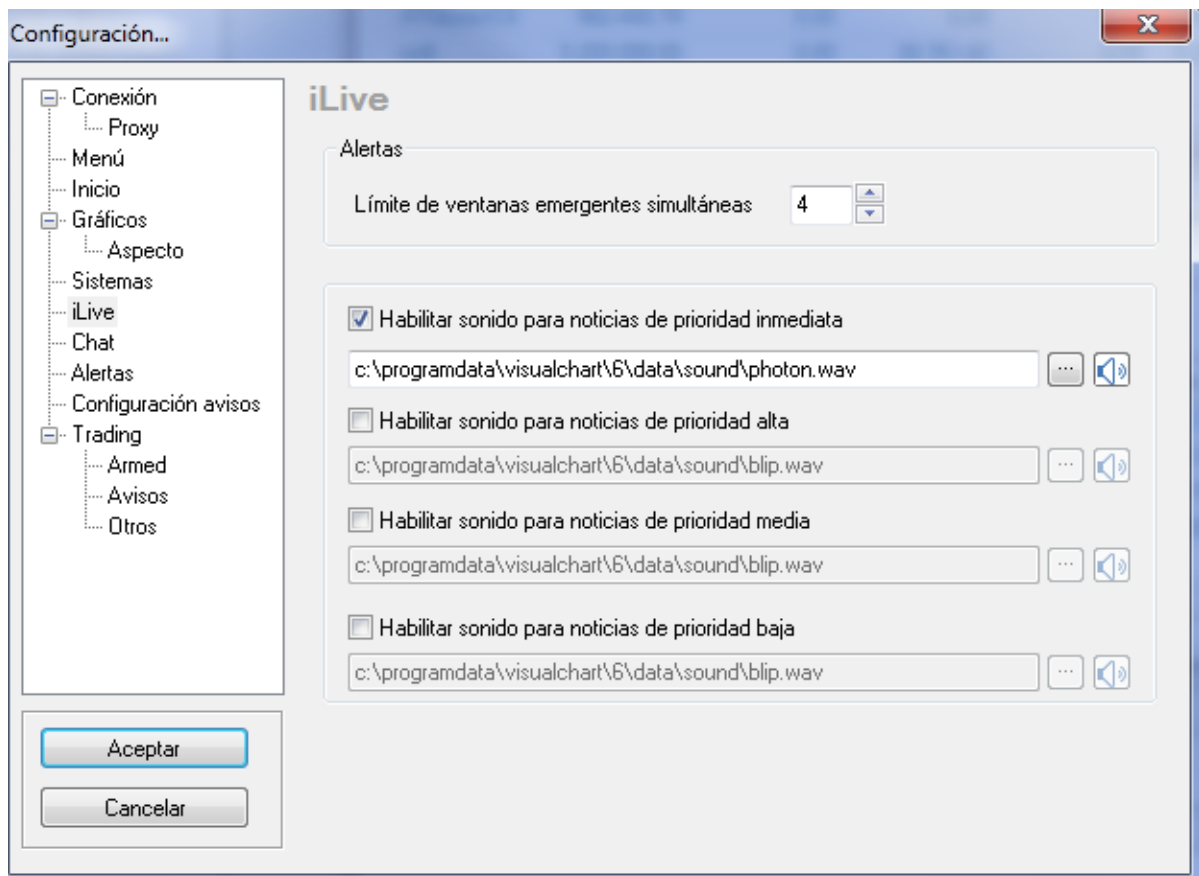 Configuración...
Conexión
Proxy
Menú
Inicio
Gráficos
Aspecto
Sistemas
iLive
Chat
Alertas
Configuración avisos
Trading
Armed
Avisos
Otros
Aceptar
Cancelar
iLive
Alertas
Límite de ventanas emergentes simultáneas 4
Habilitar sonido para noticias de prioridad inmediata
c:\programdata\visualchart\6\data\sound\photon.wav ...
Habilitar sonido para noticias de prioridad alta
c:\programdata\visualchart\6\data\sound\blip.wav ...
Habilitar sonido para noticias de prioridad media
c:\programdata\visualchart\6\data\sound\blip.wav ...
Habilitar sonido para noticias de prioridad baja
c:\programdata\visualchart\6\data\sound\blip.wav ...